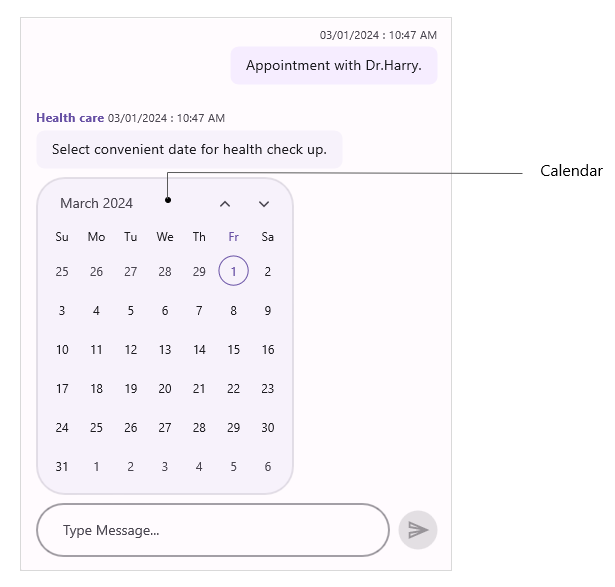 03/01/2024 : 10:47 AM
Appointment with Dr.Harry.
Health care 03/01/2024 : 10:47 AM
Select convenient date for health check up.
Calendar
March 2024
Su Mo Tu We Th Fr Sa
25 26 27 28 29 1 2
3 4 5 6 7 8 9
10 11 12 13 14 15 16
17 18 19 20 21 22 23
24 25 26 27 28 29 30
31 1 2 3 4 5 6
Type Message...